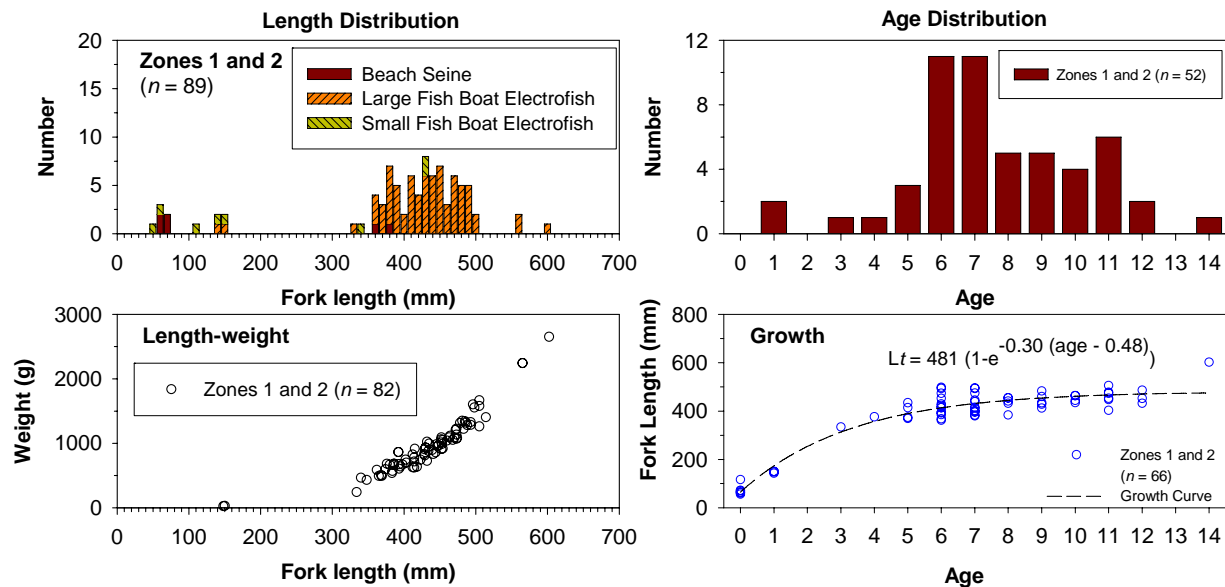 Length Distribution
20
15
10
5
0
Number
Zones 1 and 2
(n = 89)
Beach Seine
Large Fish Boat Electrofish
Small Fish Boat Electrofish
0 100 200 300 400 500 600 700
Fork length (mm)
Age Distribution
12
8
4
0
Number
Zones 1 and 2 (n = 52)
0 1 2 3 4 5 6 7 8 9 10 11 12 13 14
Age
3000
2000
1000
0
Weight (g)
Length-weight
Zones 1 and 2 (n = 82)
0 100 200 300 400 500 600 700
Fork length (mm)
800
600
400
200
0
Fork Length (mm)
Growth
Lt = 481 (1-e-0.30 (age - 0.48))
Zones 1 and 2
(n = 66)
Growth Curve
0 1 2 3 4 5 6 7 8 9 10 11 12 13 14
Age